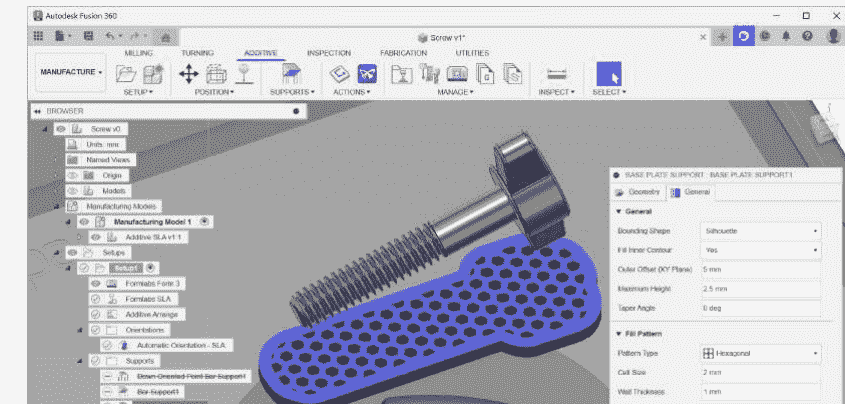 Autodesk Fusion 360
Screw v1*
MILLING TURNING ADDITIVE INSPECTION FABRICATION UTILITIES
MANUFACTURE
SETUP POSITION SUPPORTS ACTIONS MANAGE INSPECT SELECT
BROWSER
Screw v0
Units: mm
Named Views
Origin
Models
Manufacturing Models
Manufacturing Model 1
Additive SLA v1:1
Setups
Setup1
Formlabs Form 3
Formlabs SLA
Additive Arrange
Orientations
Automatic Orientation - SLA
Supports
Down Oriented Point Bar Support1
Bar Support1
BASE PLATE SUPPORT : BASE PLATE SUPPORT1
Geometry General
General
Bounding Shape Silhouette
Fill Inner Contour Yes
Outer Offset (XY Plane) 5 mm
Maximum Height 2.5 mm
Taper Angle 0 deg
Fill Pattern
Pattern Type Hexagonal
Cell Size 2 mm
Wall Thickness 1 mm